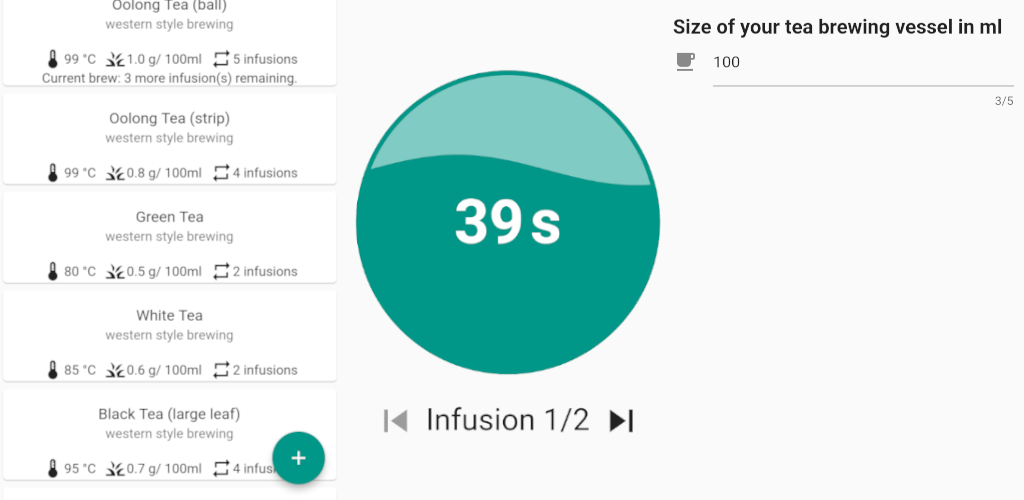 Oolong Tea (ball)
western style brewing
99 °C 1.0 g/ 100ml 5 infusions
Current brew: 3 more infusion(s) remaining.
Oolong Tea (strip)
western style brewing
99 °C 0.8 g/ 100ml 4 infusions
Green Tea
western style brewing
80 °C 0.5 g/ 100ml 2 infusions
White Tea
western style brewing
85 °C 0.6 g/ 100ml 2 infusions
Black Tea (large leaf)
western style brewing
95 °C 0.7 g/ 100ml 4
+
39 s
Infusion 1/2
Size of your tea brewing vessel in ml
100
3/5